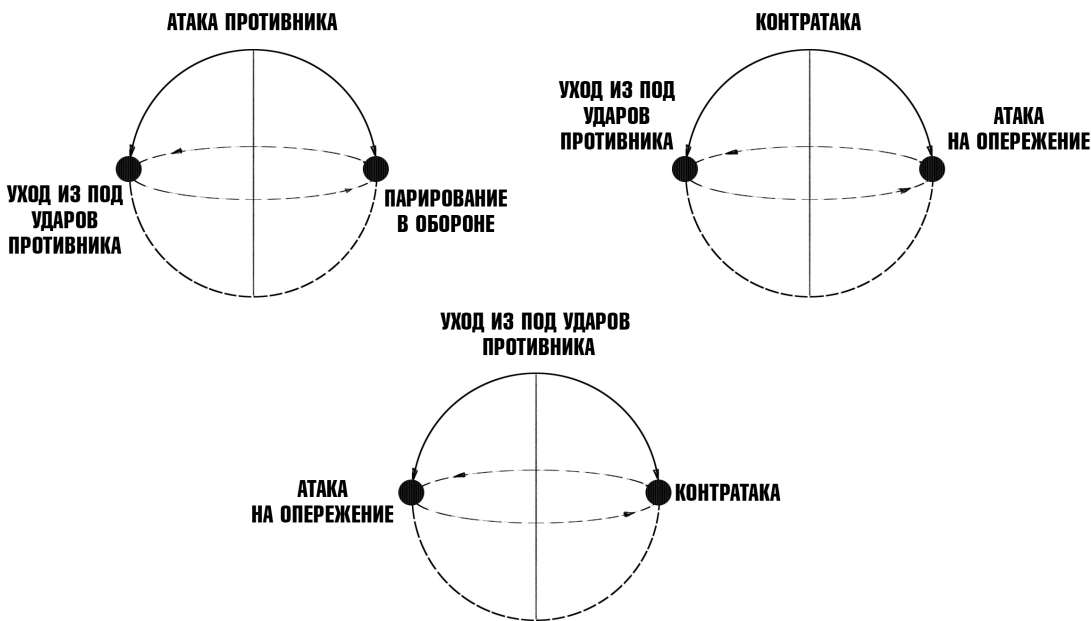 АТАКА ПРОТИВНИКА
УХОД ИЗ ПОД
УДАРОВ
ПРОТИВНИКА
ПАРИРОВАНИЕ
В ОБОРОНЕ
КОНТРАТАКА
УХОД ИЗ ПОД
УДАРОВ
ПРОТИВНИКА
АТАКА
НА ОПЕРЕЖЕНИЕ
УХОД ИЗ ПОД УДАРОВ
ПРОТИВНИКА
АТАКА
НА ОПЕРЕЖЕНИЕ
КОНТРАТАКА